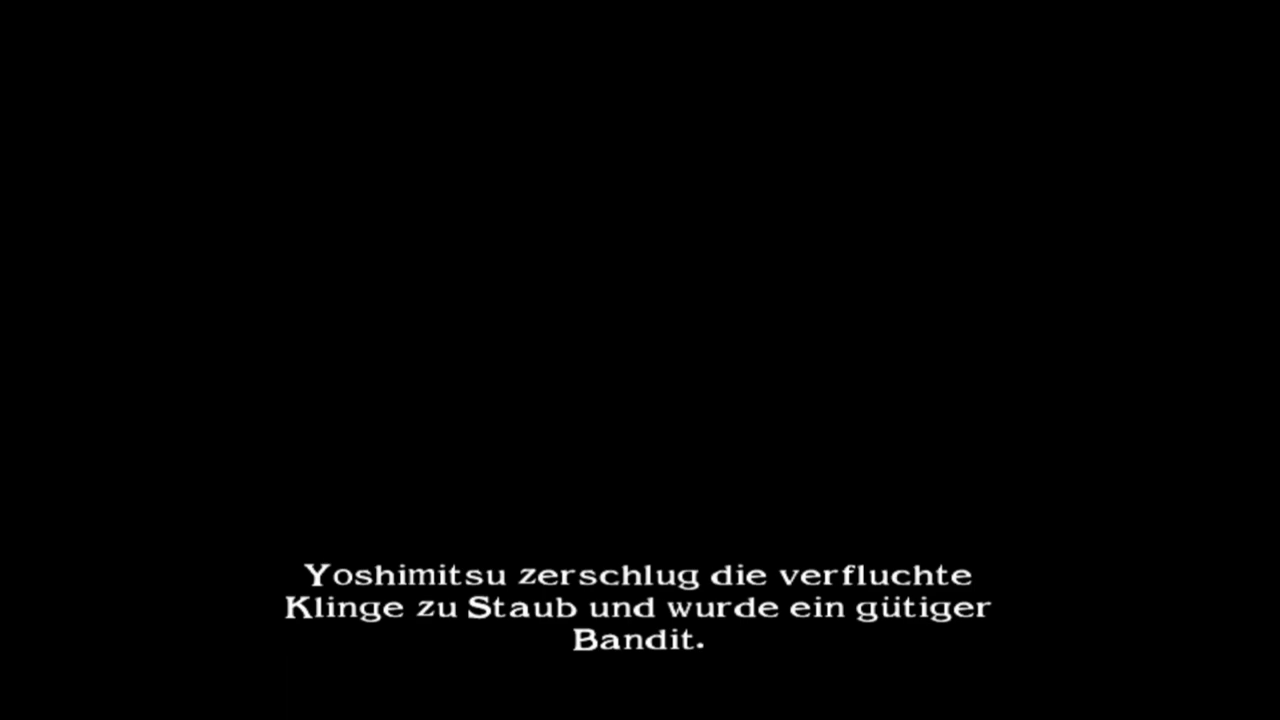 Yoshimitsu zerschlug die verfluchte
Klinge zu Staub und wurde ein gütiger
Bandit.